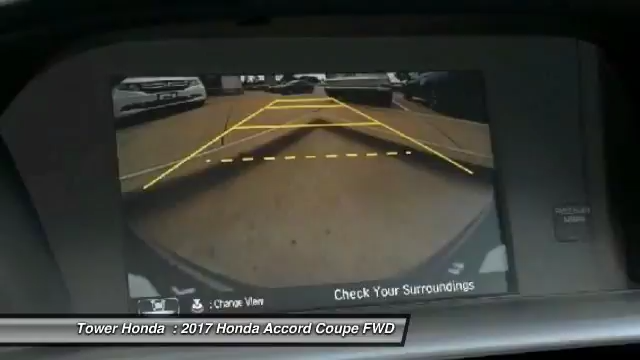 Check Your Surroundings
: Change View
Tower Honda : 2017 Honda Accord Coupe FWD